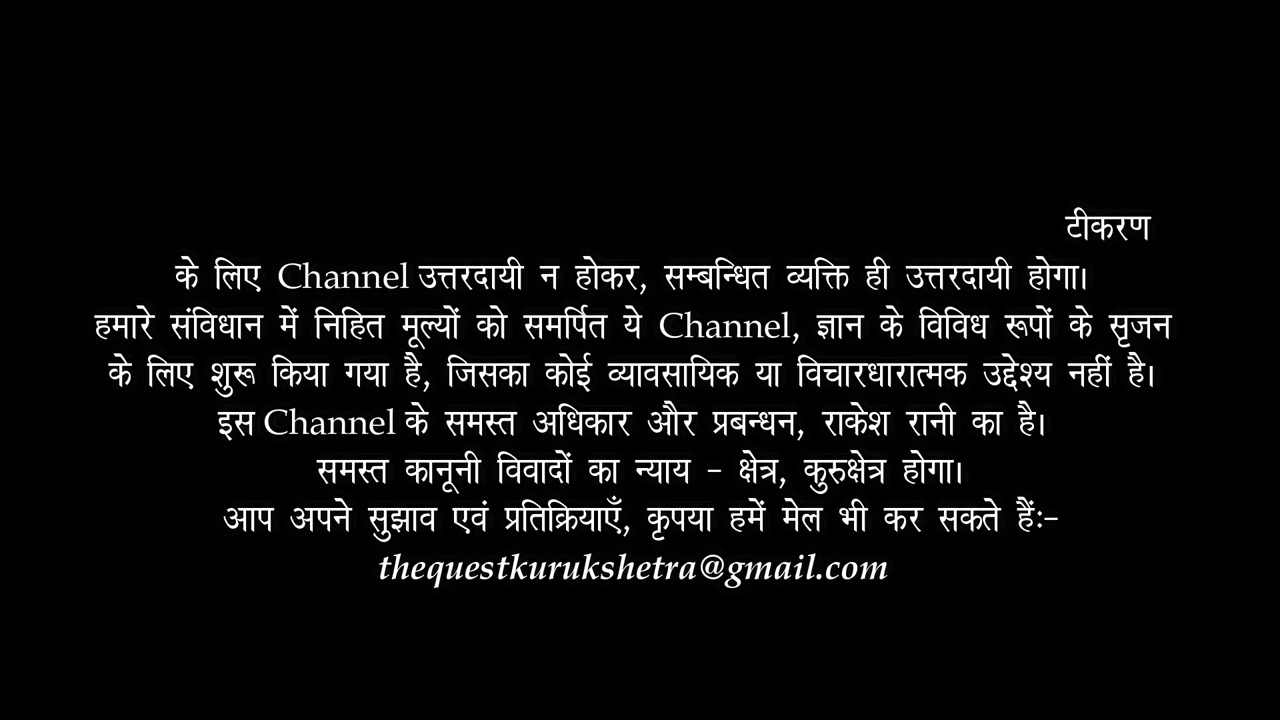 टीकरण
के लिए Channel उत्तरदायी न होकर, सम्बन्धित व्यक्ति ही उत्तरदायी होगा।
हमारे संविधान में निहित मूल्यों को समर्पित ये Channel, ज्ञान के विविध रूपों के सृजन
के लिए शुरू किया गया है, जिसका कोई व्यावसायिक या विचारधारात्मक उद्देश्य नहीं है।
इस Channel के समस्त अधिकार और प्रबन्धन, राकेश रानी का है।
समस्त कानूनी विवादों का न्याय - क्षेत्र, कुरुक्षेत्र होगा।
आप अपने सुझाव एवं प्रतिक्रियाएँ, कृपया हमें मेल भी कर सकते हैंः-
thequestkurukshetra@gmail.com